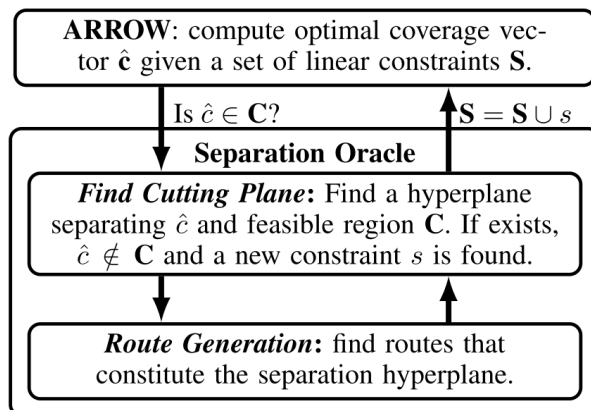 ARROW: compute optimal coverage vec-
tor ĉ given a set of linear constraints S.
Is ĉ ∈ C?
S = S ∪ s
Separation Oracle
Find Cutting Plane: Find a hyperplane
separating ĉ and feasible region C. If exists,
ĉ ∉ C and a new constraint s is found.
Route Generation: find routes that
constitute the separation hyperplane.